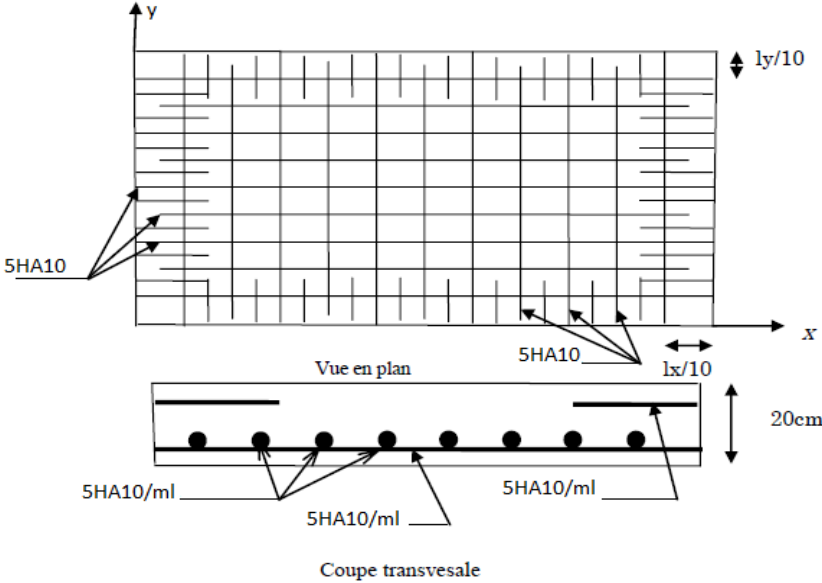 y
ly/10
5HA10
5HA10
x
Vue en plan
lx/10
20cm
5HA10/ml
5HA10/ml
5HA10/ml
Coupe transvesale